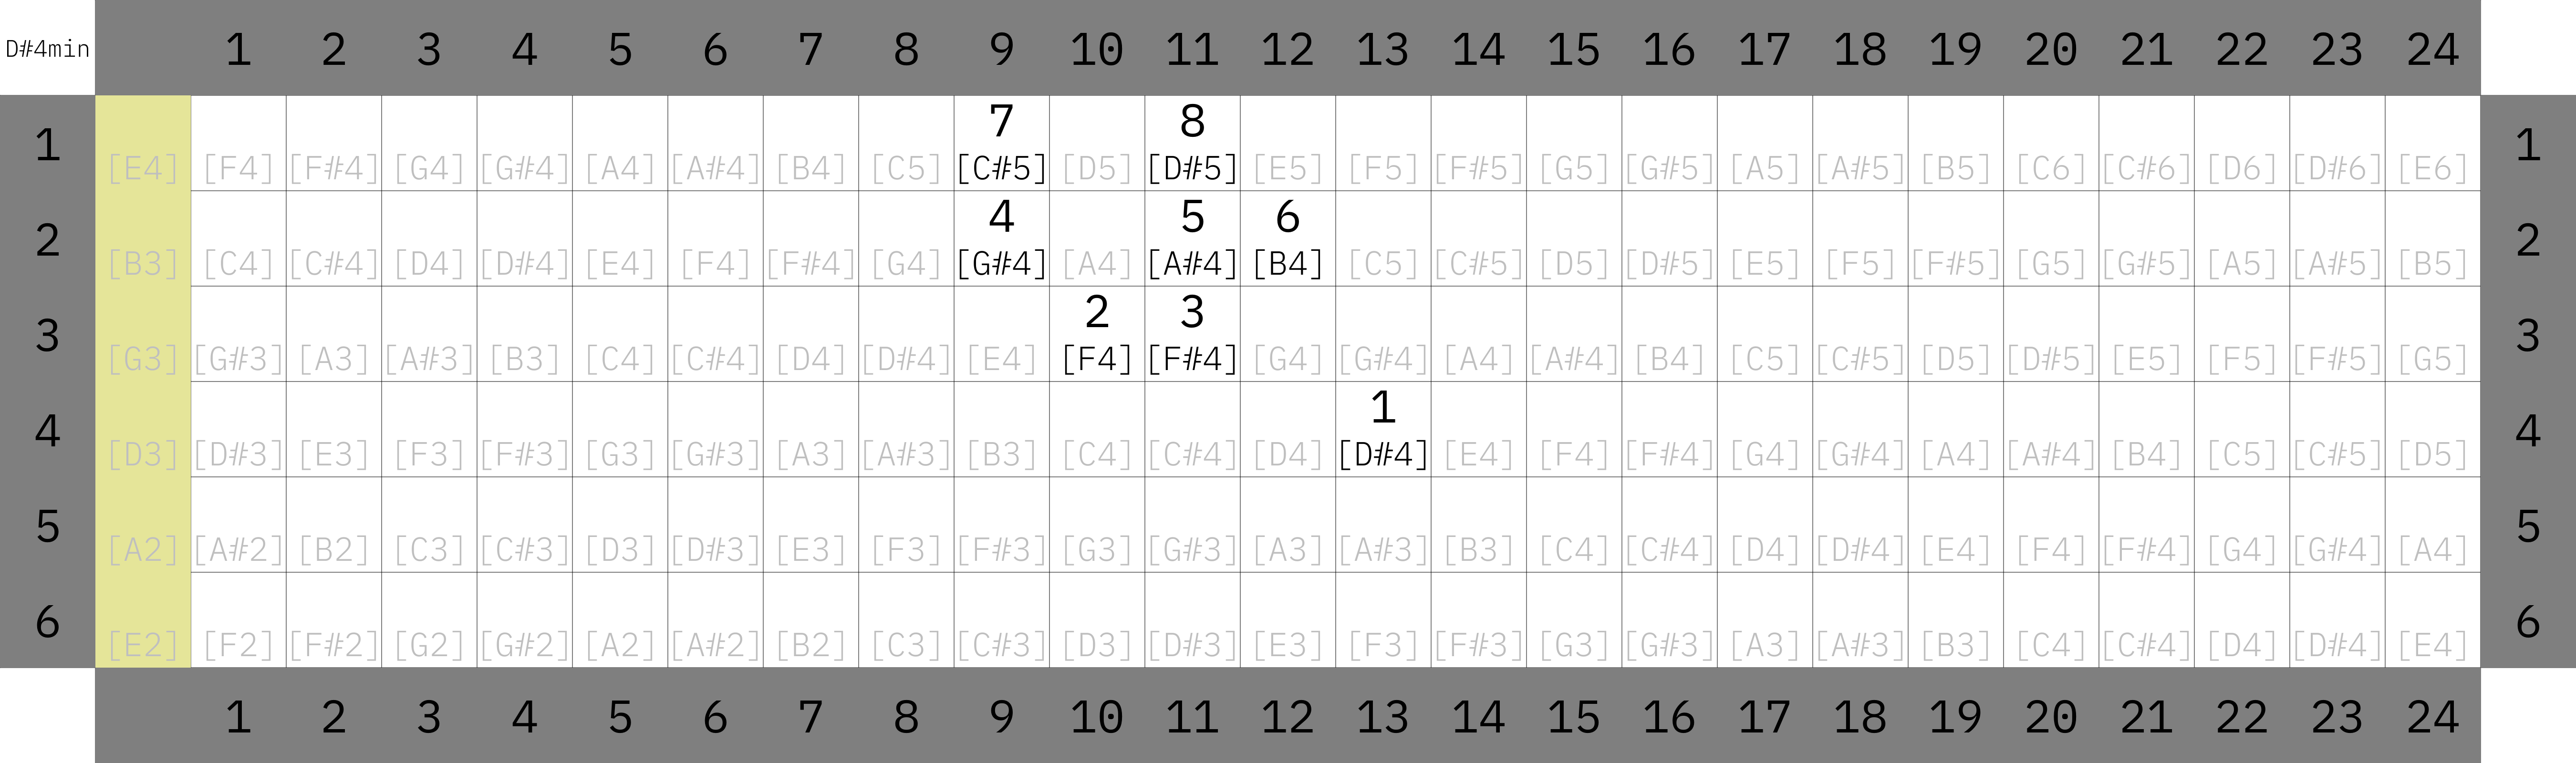 D#4min 1 2 3 4 5 6 7 8 9 10 11 12 13 14 15 16 17 18 19 20 21 22 23 24
7 8
1 [E4] [F4] [F#4] [G4] [G#4] [A4] [A#4] [B4] [C5] [C#5] [D5] [D#5] [E5] [F5] [F#5] [G5] [G#5] [A5] [A#5] [B5] [C6] [C#6] [D6] [D#6] [E6] 1
4 5 6
2 [B3] [C4] [C#4] [D4] [D#4] [E4] [F4] [F#4] [G4] [G#4] [A4] [A#4] [B4] [C5] [C#5] [D5] [D#5] [E5] [F5] [F#5] [G5] [G#5] [A5] [A#5] [B5] 2
2 3
3 [G3] [G#3] [A3] [A#3] [B3] [C4] [C#4] [D4] [D#4] [E4] [F4] [F#4] [G4] [G#4] [A4] [A#4] [B4] [C5] [C#5] [D5] [D#5] [E5] [F5] [F#5] [G5] 3
1
4 [D3] [D#3] [E3] [F3] [F#3] [G3] [G#3] [A3] [A#3] [B3] [C4] [C#4] [D4] [D#4] [E4] [F4] [F#4] [G4] [G#4] [A4] [A#4] [B4] [C5] [C#5] [D5] 4
5 [A2] [A#2] [B2] [C3] [C#3] [D3] [D#3] [E3] [F3] [F#3] [G3] [G#3] [A3] [A#3] [B3] [C4] [C#4] [D4] [D#4] [E4] [F4] [F#4] [G4] [G#4] [A4] 5
6 [E2] [F2] [F#2] [G2] [G#2] [A2] [A#2] [B2] [C3] [C#3] [D3] [D#3] [E3] [F3] [F#3] [G3] [G#3] [A3] [A#3] [B3] [C4] [C#4] [D4] [D#4] [E4] 6
1 2 3 4 5 6 7 8 9 10 11 12 13 14 15 16 17 18 19 20 21 22 23 24